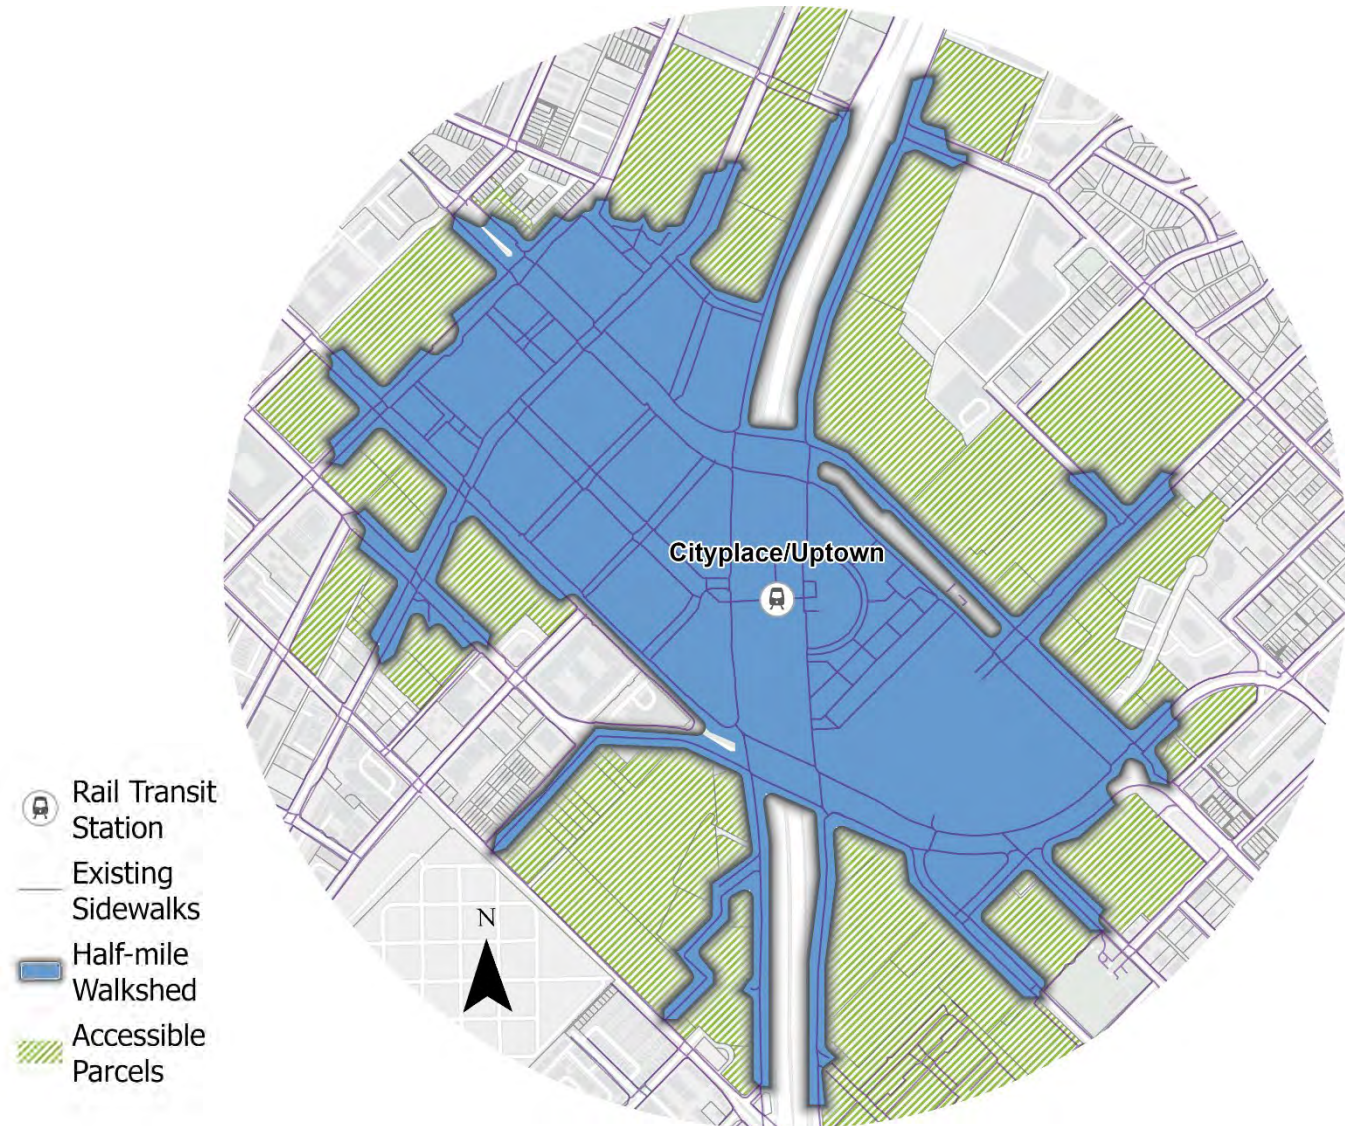 Cityplace/Uptown
Rail Transit
Station
Existing
Sidewalks
Half-mile
Walkshed
Accessible
Parcels
N